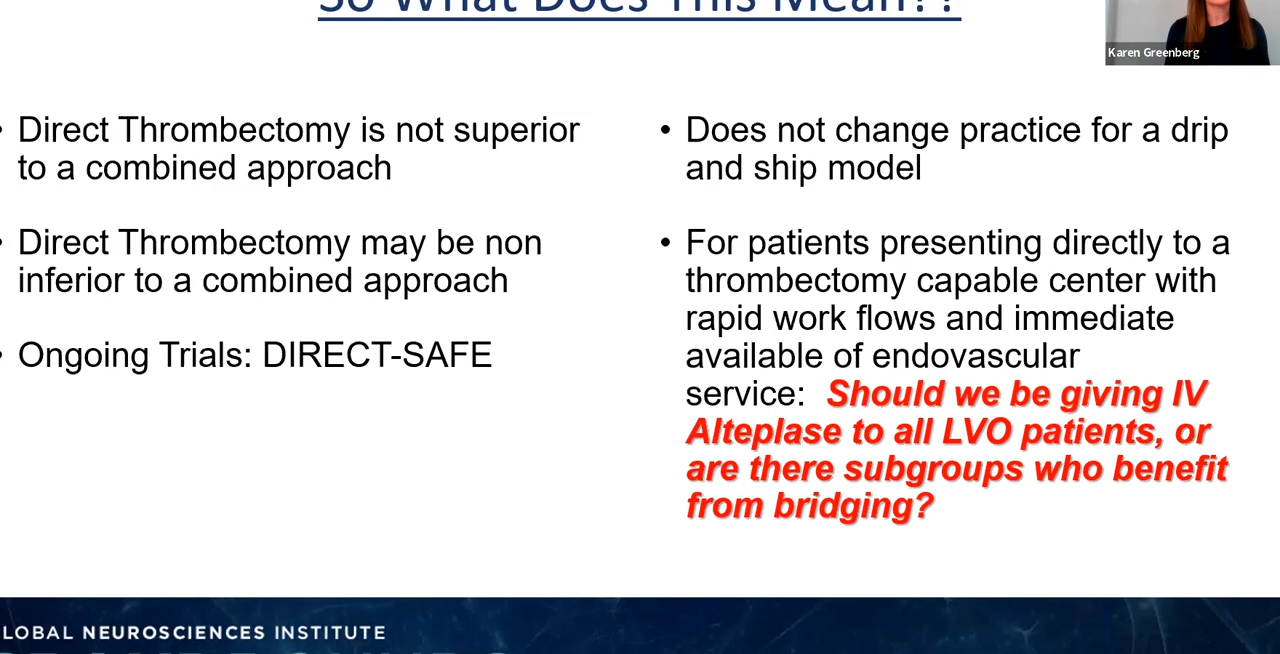 So What Does This Mean??
Karen Greenberg
• Direct Thrombectomy is not superior
to a combined approach
• Direct Thrombectomy may be non
inferior to a combined approach
• Ongoing Trials: DIRECT-SAFE
• Does not change practice for a drip
and ship model
• For patients presenting directly to a
thrombectomy capable center with
rapid work flows and immediate
available of endovascular
service: Should we be giving IV
Alteplase to all LVO patients, or
are there subgroups who benefit
from bridging?
LOBAL NEUROSCIENCES INSTITUTE